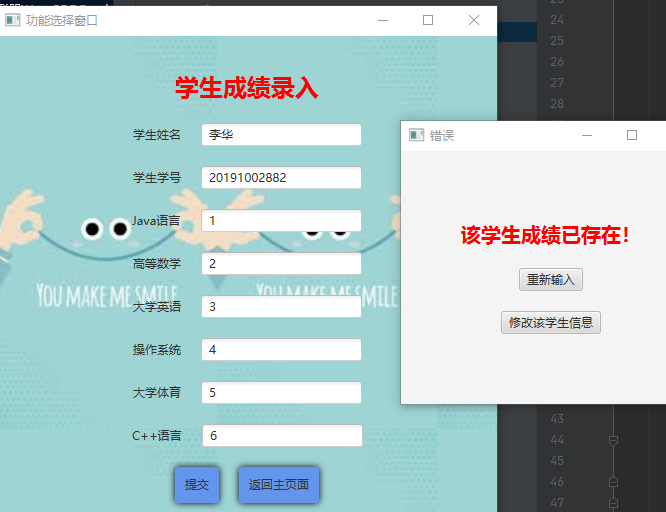 功能选择窗口
学生成绩录入
学生姓名 李华
学生学号 20191002882
Java语言 1
高等数学 2
大学英语 3
操作系统 4
大学体育 5
C++语言 6
提交 返回主页面
YOU MAKE ME SMILE
YOU MAKE ME SMILE
错误
该学生成绩已存在!
重新输入
修改该学生信息
24
25
26
27
28
43
44
45
46
47